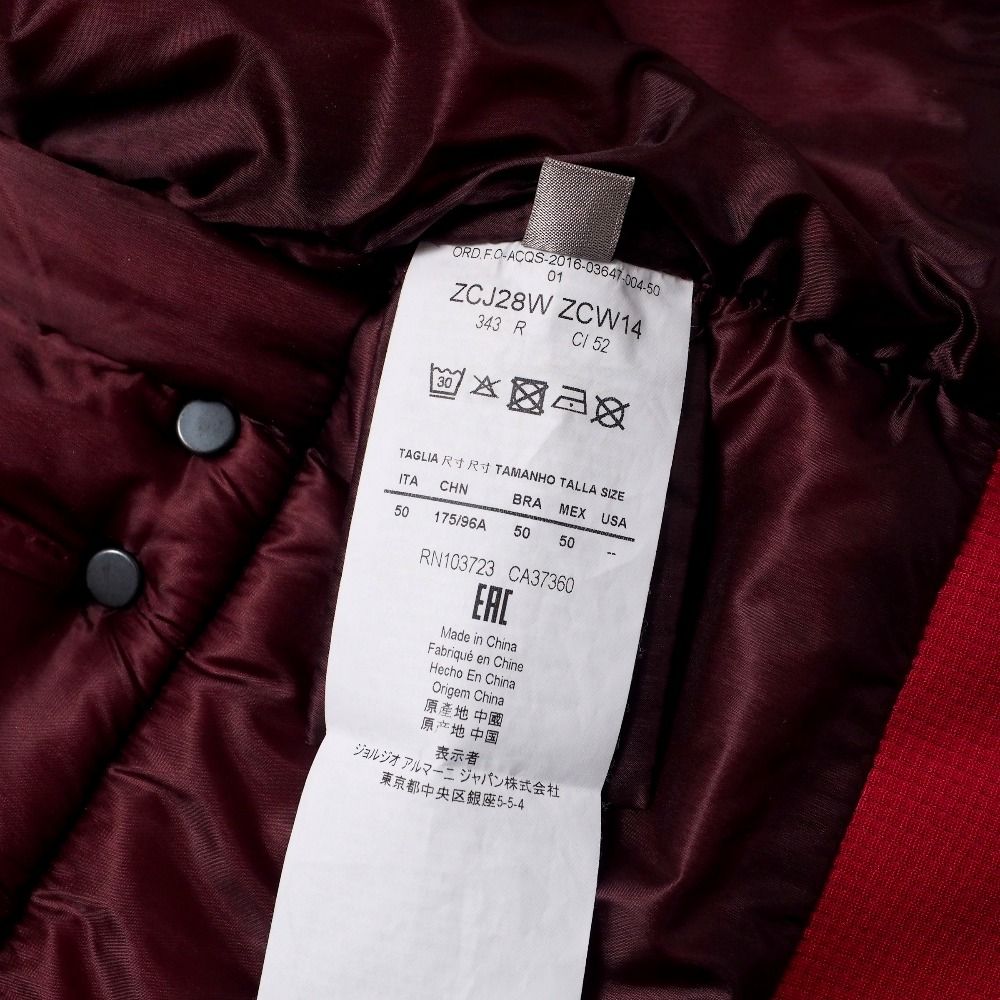 ORD.F.O-ACQS-2016-03647-004-50
01
ZCJ28W ZCW14
343 R CI 52
30
TAGLIA 尺寸 尺寸 TAMANHO TALLA SIZE
ITA CHN BRA MEX USA
50 175/96A 50 50 --
RN103723 CA37360
EAC
Made in China
Fabriqué en Chine
Hecho En China
Origem China
原產地 中國
原产地 中国
表示者
ジョルジオ アルマーニ ジャパン株式会社
東京都中央区銀座5-5-4